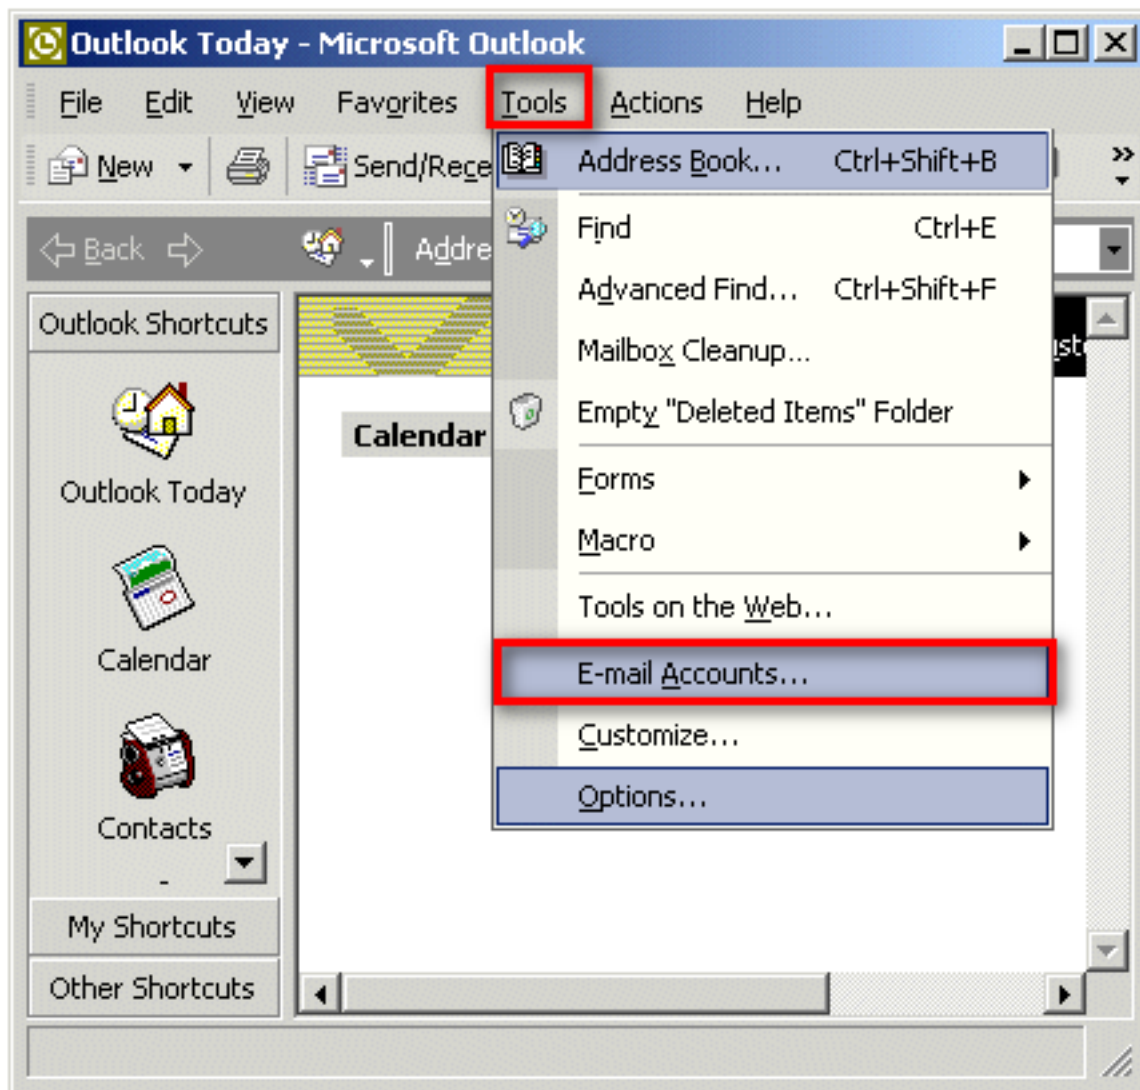 Outlook Today - Microsoft Outlook
File Edit View Favorites Tools Actions Help
New Send/Rece
Address Book... Ctrl+Shift+B
Find Ctrl+E
Advanced Find... Ctrl+Shift+F
Mailbox Cleanup...
Empty "Deleted Items" Folder
Forms
Macro
Tools on the Web...
E-mail Accounts...
Customize...
Options...
Back Addre
Outlook Shortcuts
Outlook Today
Calendar
Contacts
My Shortcuts
Other Shortcuts
Calendar